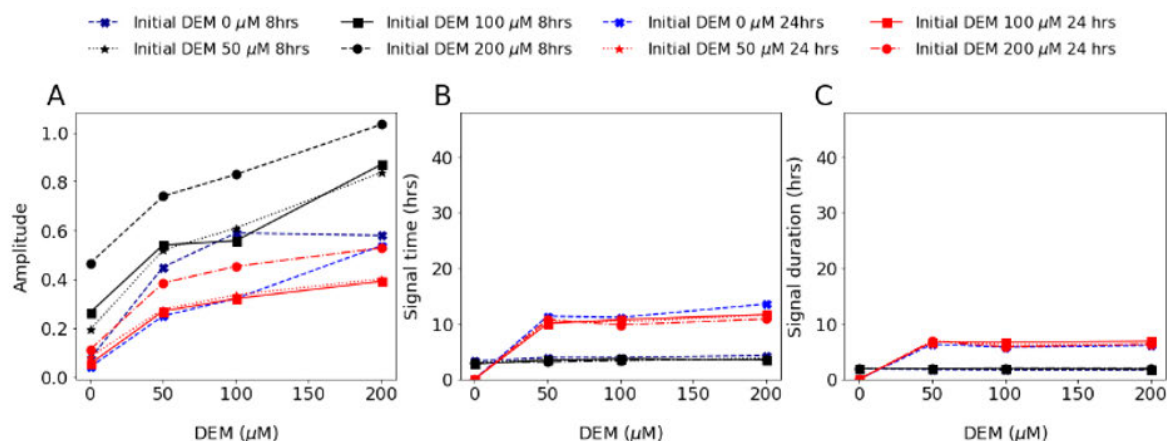 Initial DEM 0 μM 8hrs Initial DEM 100 μM 8hrs Initial DEM 0 μM 24hrs Initial DEM 100 μM 24 hrs
Initial DEM 50 μM 8hrs Initial DEM 200 μM 8hrs Initial DEM 50 μM 24 hrs Initial DEM 200 μM 24 hrs
A B C
Amplitude
1.0
0.8
0.6
0.4
0.2
0.0
0 50 100 150 200
DEM (μM)
Signal time (hrs)
40
30
20
10
0
0 50 100 150 200
DEM (μM)
Signal duration (hrs)
40
30
20
10
0
0 50 100 150 200
DEM (μM)